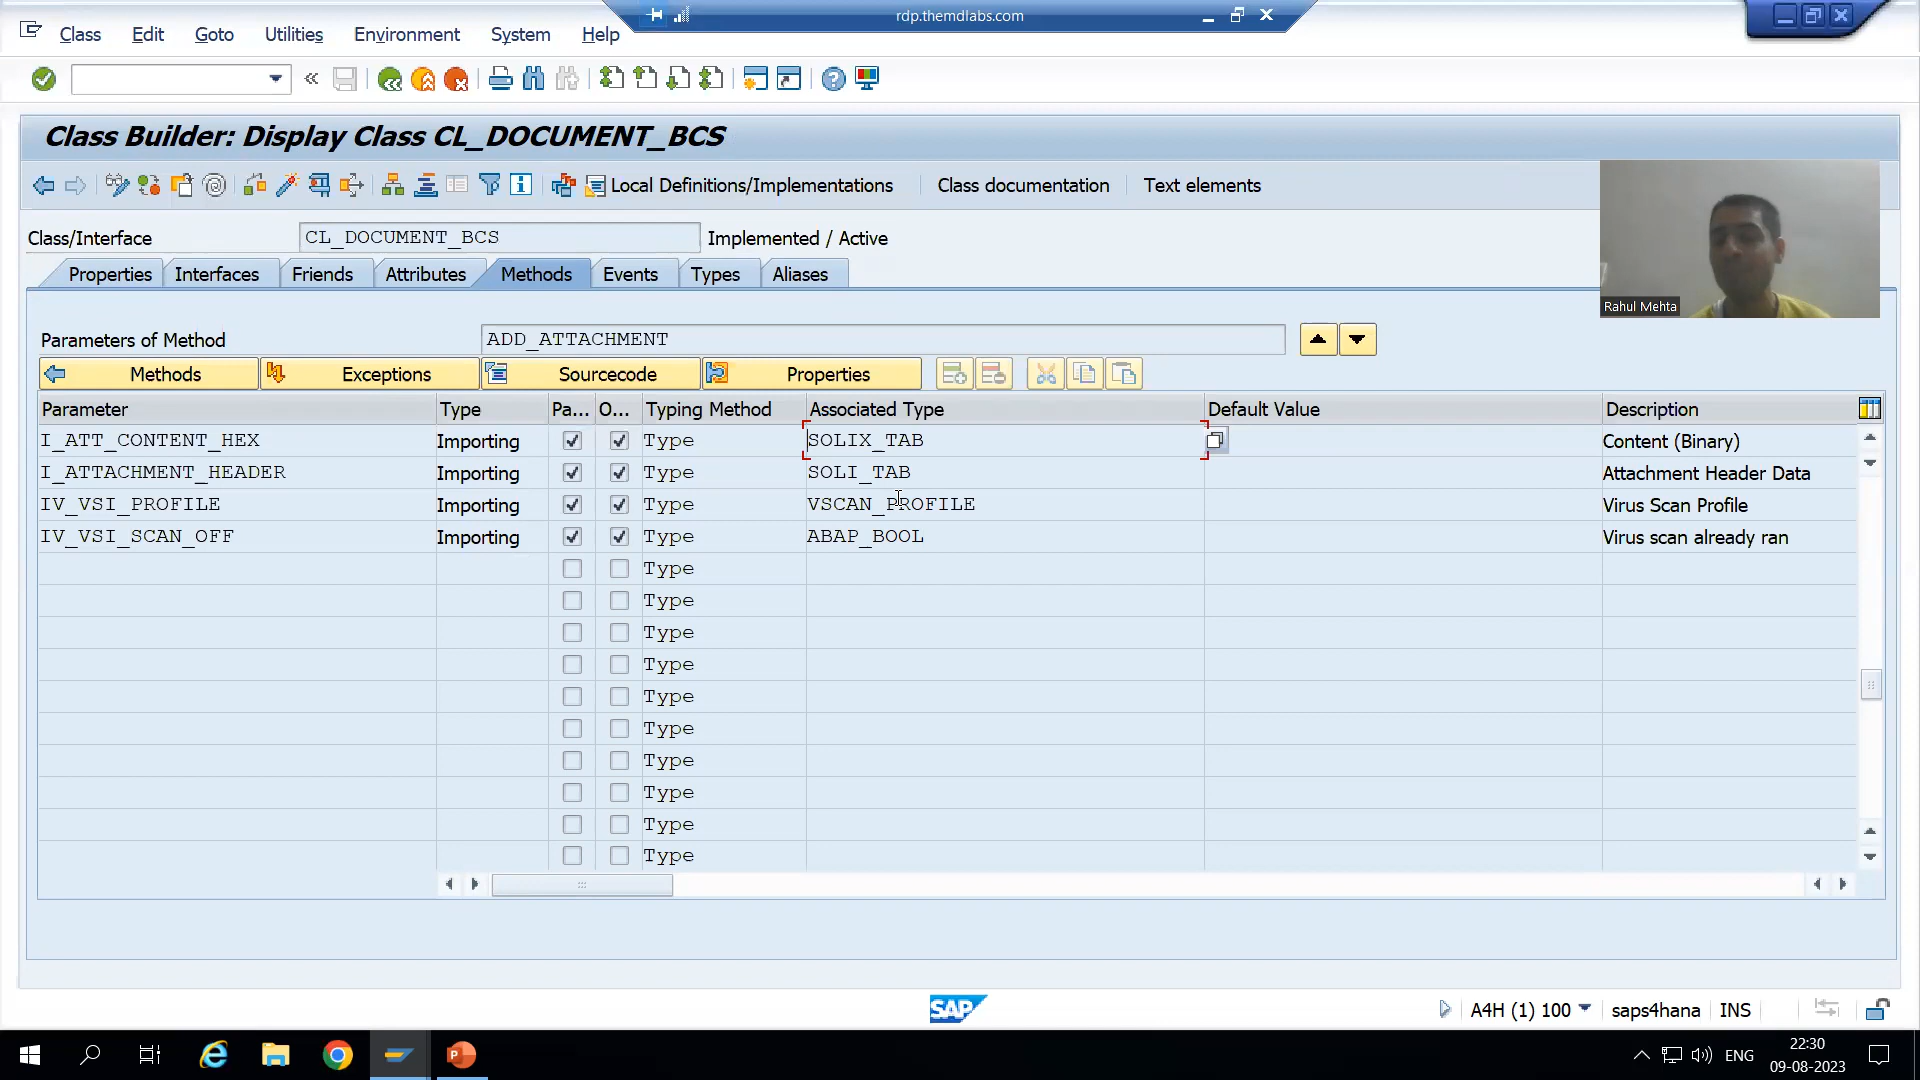 rdp.themdlabs.com
Class Edit Goto Utilities Environment System Help
Class Builder: Display Class CL_DOCUMENT_BCS
Local Definitions/Implementations Class documentation Text elements
Class/Interface CL_DOCUMENT_BCS Implemented / Active
Properties Interfaces Friends Attributes Methods Events Types Aliases
Rahul Mehta
Parameters of Method ADD_ATTACHMENT
Methods Exceptions Sourcecode Properties
Parameter Type Pa... O... Typing Method Associated Type Default Value Description
I_ATT_CONTENT_HEX Importing Type SOLIX_TAB Content (Binary)
I_ATTACHMENT_HEADER Importing Type SOLI_TAB Attachment Header Data
IV_VSI_PROFILE Importing Type VSCAN_PROFILE Virus Scan Profile
IV_VSI_SCAN_OFF Importing Type ABAP_BOOL Virus scan already ran
Type
Type
Type
Type
Type
Type
Type
Type
Type
Type
SAP A4H (1) 100 saps4hana INS
ENG 22:30
09-08-2023